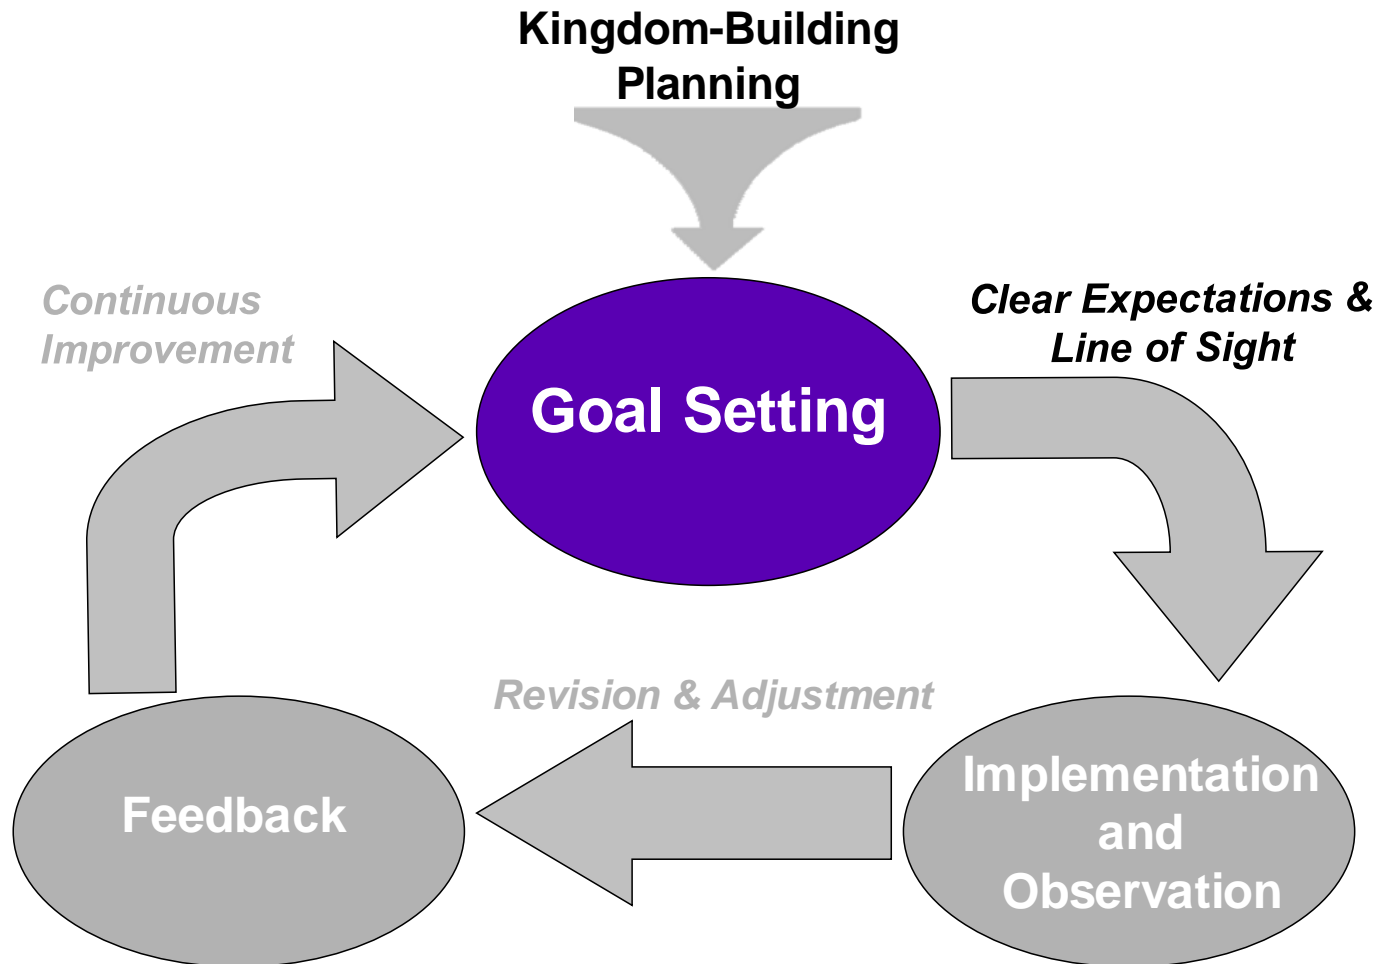 Kingdom-Building
Planning
Continuous
Improvement
Clear Expectations &
Line of Sight
Goal Setting
Revision & Adjustment
Feedback
Implementation
and
Observation